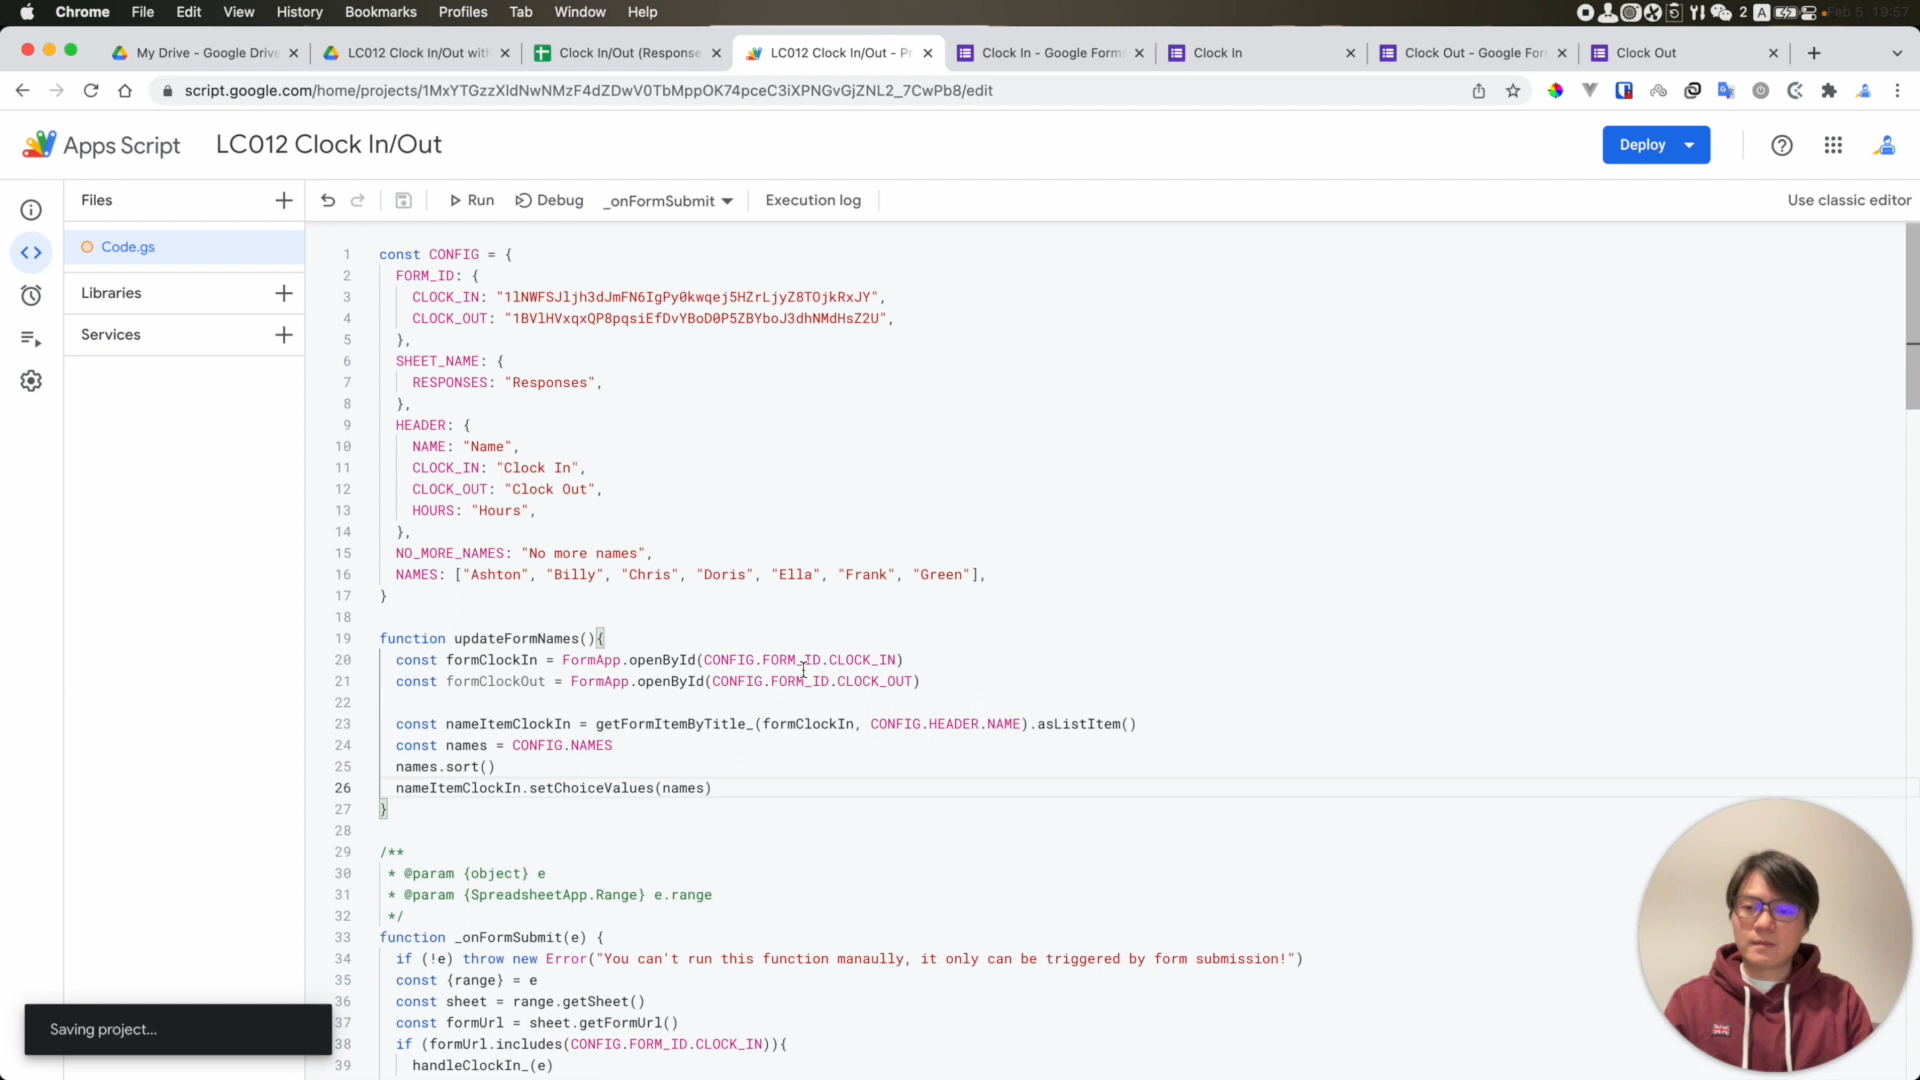 Chrome File Edit View History Bookmarks Profiles Tab Window Help 2 A Feb 5 19:57
My Drive - Google Drive LC012 Clock In/Out with Clock In/Out (Response LC012 Clock In/Out - Pr Clock In - Google Forms Clock In Clock Out - Google For Clock Out
script.google.com/home/projects/1MxYTGzzXldNwNMzF4dZDwV0TbMppOK74pceC3iXPNGvGjZNL2_7CwPb8/edit
Apps Script LC012 Clock In/Out Deploy
Files Run Debug _onFormSubmit Execution log Use classic editor
Code.gs
Libraries
Services
1 const CONFIG = {
2 FORM_ID: {
3 CLOCK_IN: "1lNWFSJljh3dJmFN6IgPy0kwqej5HZrLjyZ8TOjkRxJY",
4 CLOCK_OUT: "1BVlHVxqxQP8pqsiEfDvYBoD0P5ZBYboJ3dhNMdHsZ2U",
5 },
6 SHEET_NAME: {
7 RESPONSES: "Responses",
8 },
9 HEADER: {
10 NAME: "Name",
11 CLOCK_IN: "Clock In",
12 CLOCK_OUT: "Clock Out",
13 HOURS: "Hours",
14 },
15 NO_MORE_NAMES: "No more names",
16 NAMES: ["Ashton", "Billy", "Chris", "Doris", "Ella", "Frank", "Green"],
17 }
18
19 function updateFormNames(){
20 const formClockIn = FormApp.openById(CONFIG.FORM_ID.CLOCK_IN)
21 const formClockOut = FormApp.openById(CONFIG.FORM_ID.CLOCK_OUT)
22
23 const nameItemClockIn = getFormItemByTitle_(formClockIn, CONFIG.HEADER.NAME).asListItem()
24 const names = CONFIG.NAMES
25 names.sort()
26 nameItemClockIn.setChoiceValues(names)
27 }
28
29 /**
30 * @param {object} e
31 * @param {SpreadsheetApp.Range} e.range
32 */
33 function _onFormSubmit(e) {
34 if (!e) throw new Error("You can't run this function manaully, it only can be triggered by form submission!")
35 const {range} = e
36 const sheet = range.getSheet()
37 const formUrl = sheet.getFormUrl()
38 if (formUrl.includes(CONFIG.FORM_ID.CLOCK_IN)){
39 handleClockIn_(e)
Saving project...